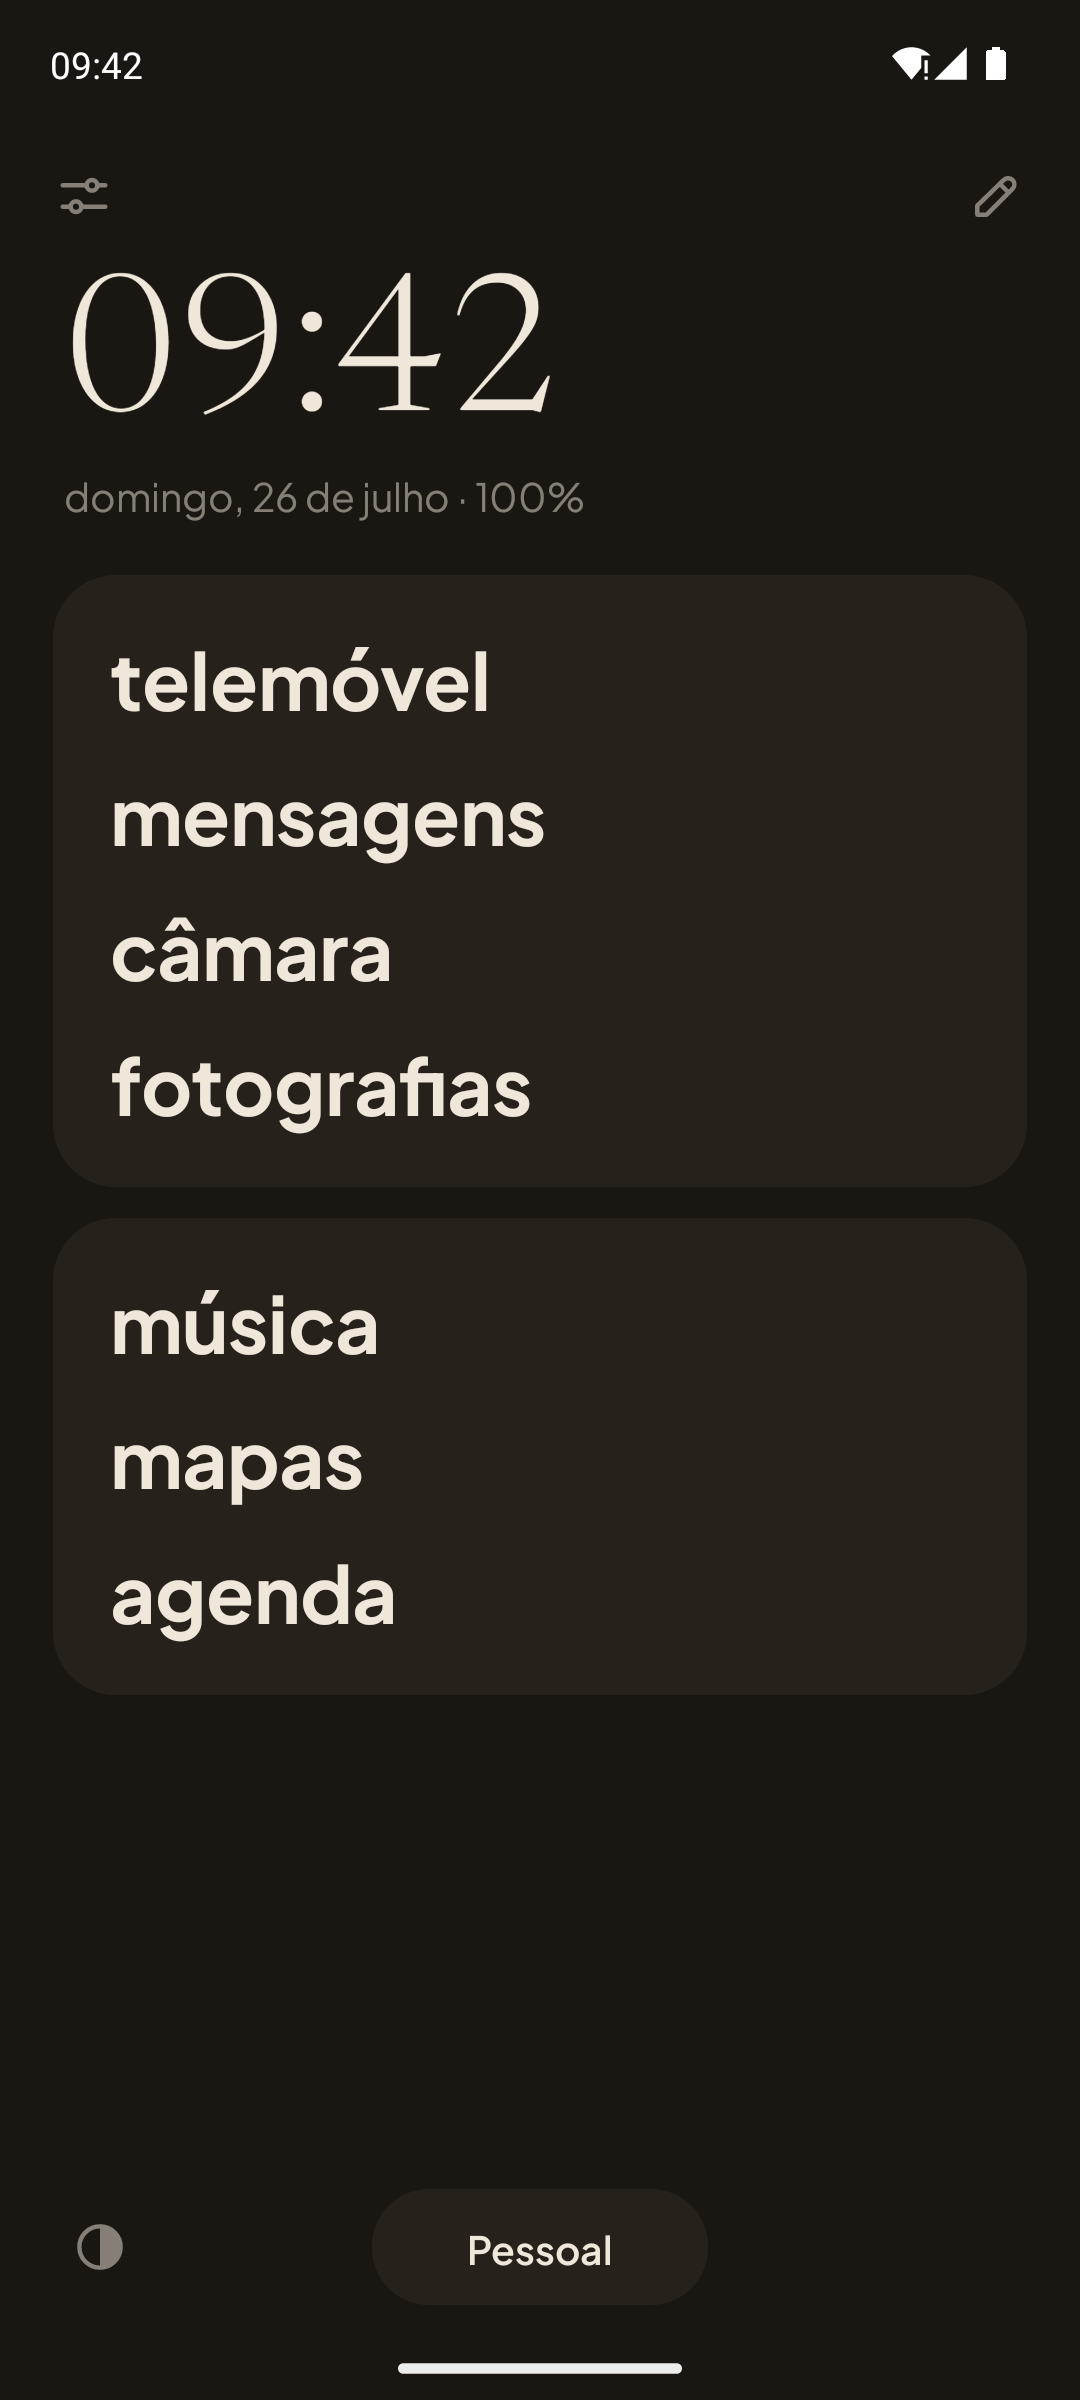 09:42
09:42
domingo, 26 de julho · 100%
telemóvel
mensagens
câmara
fotografias
música
mapas
agenda
Pessoal